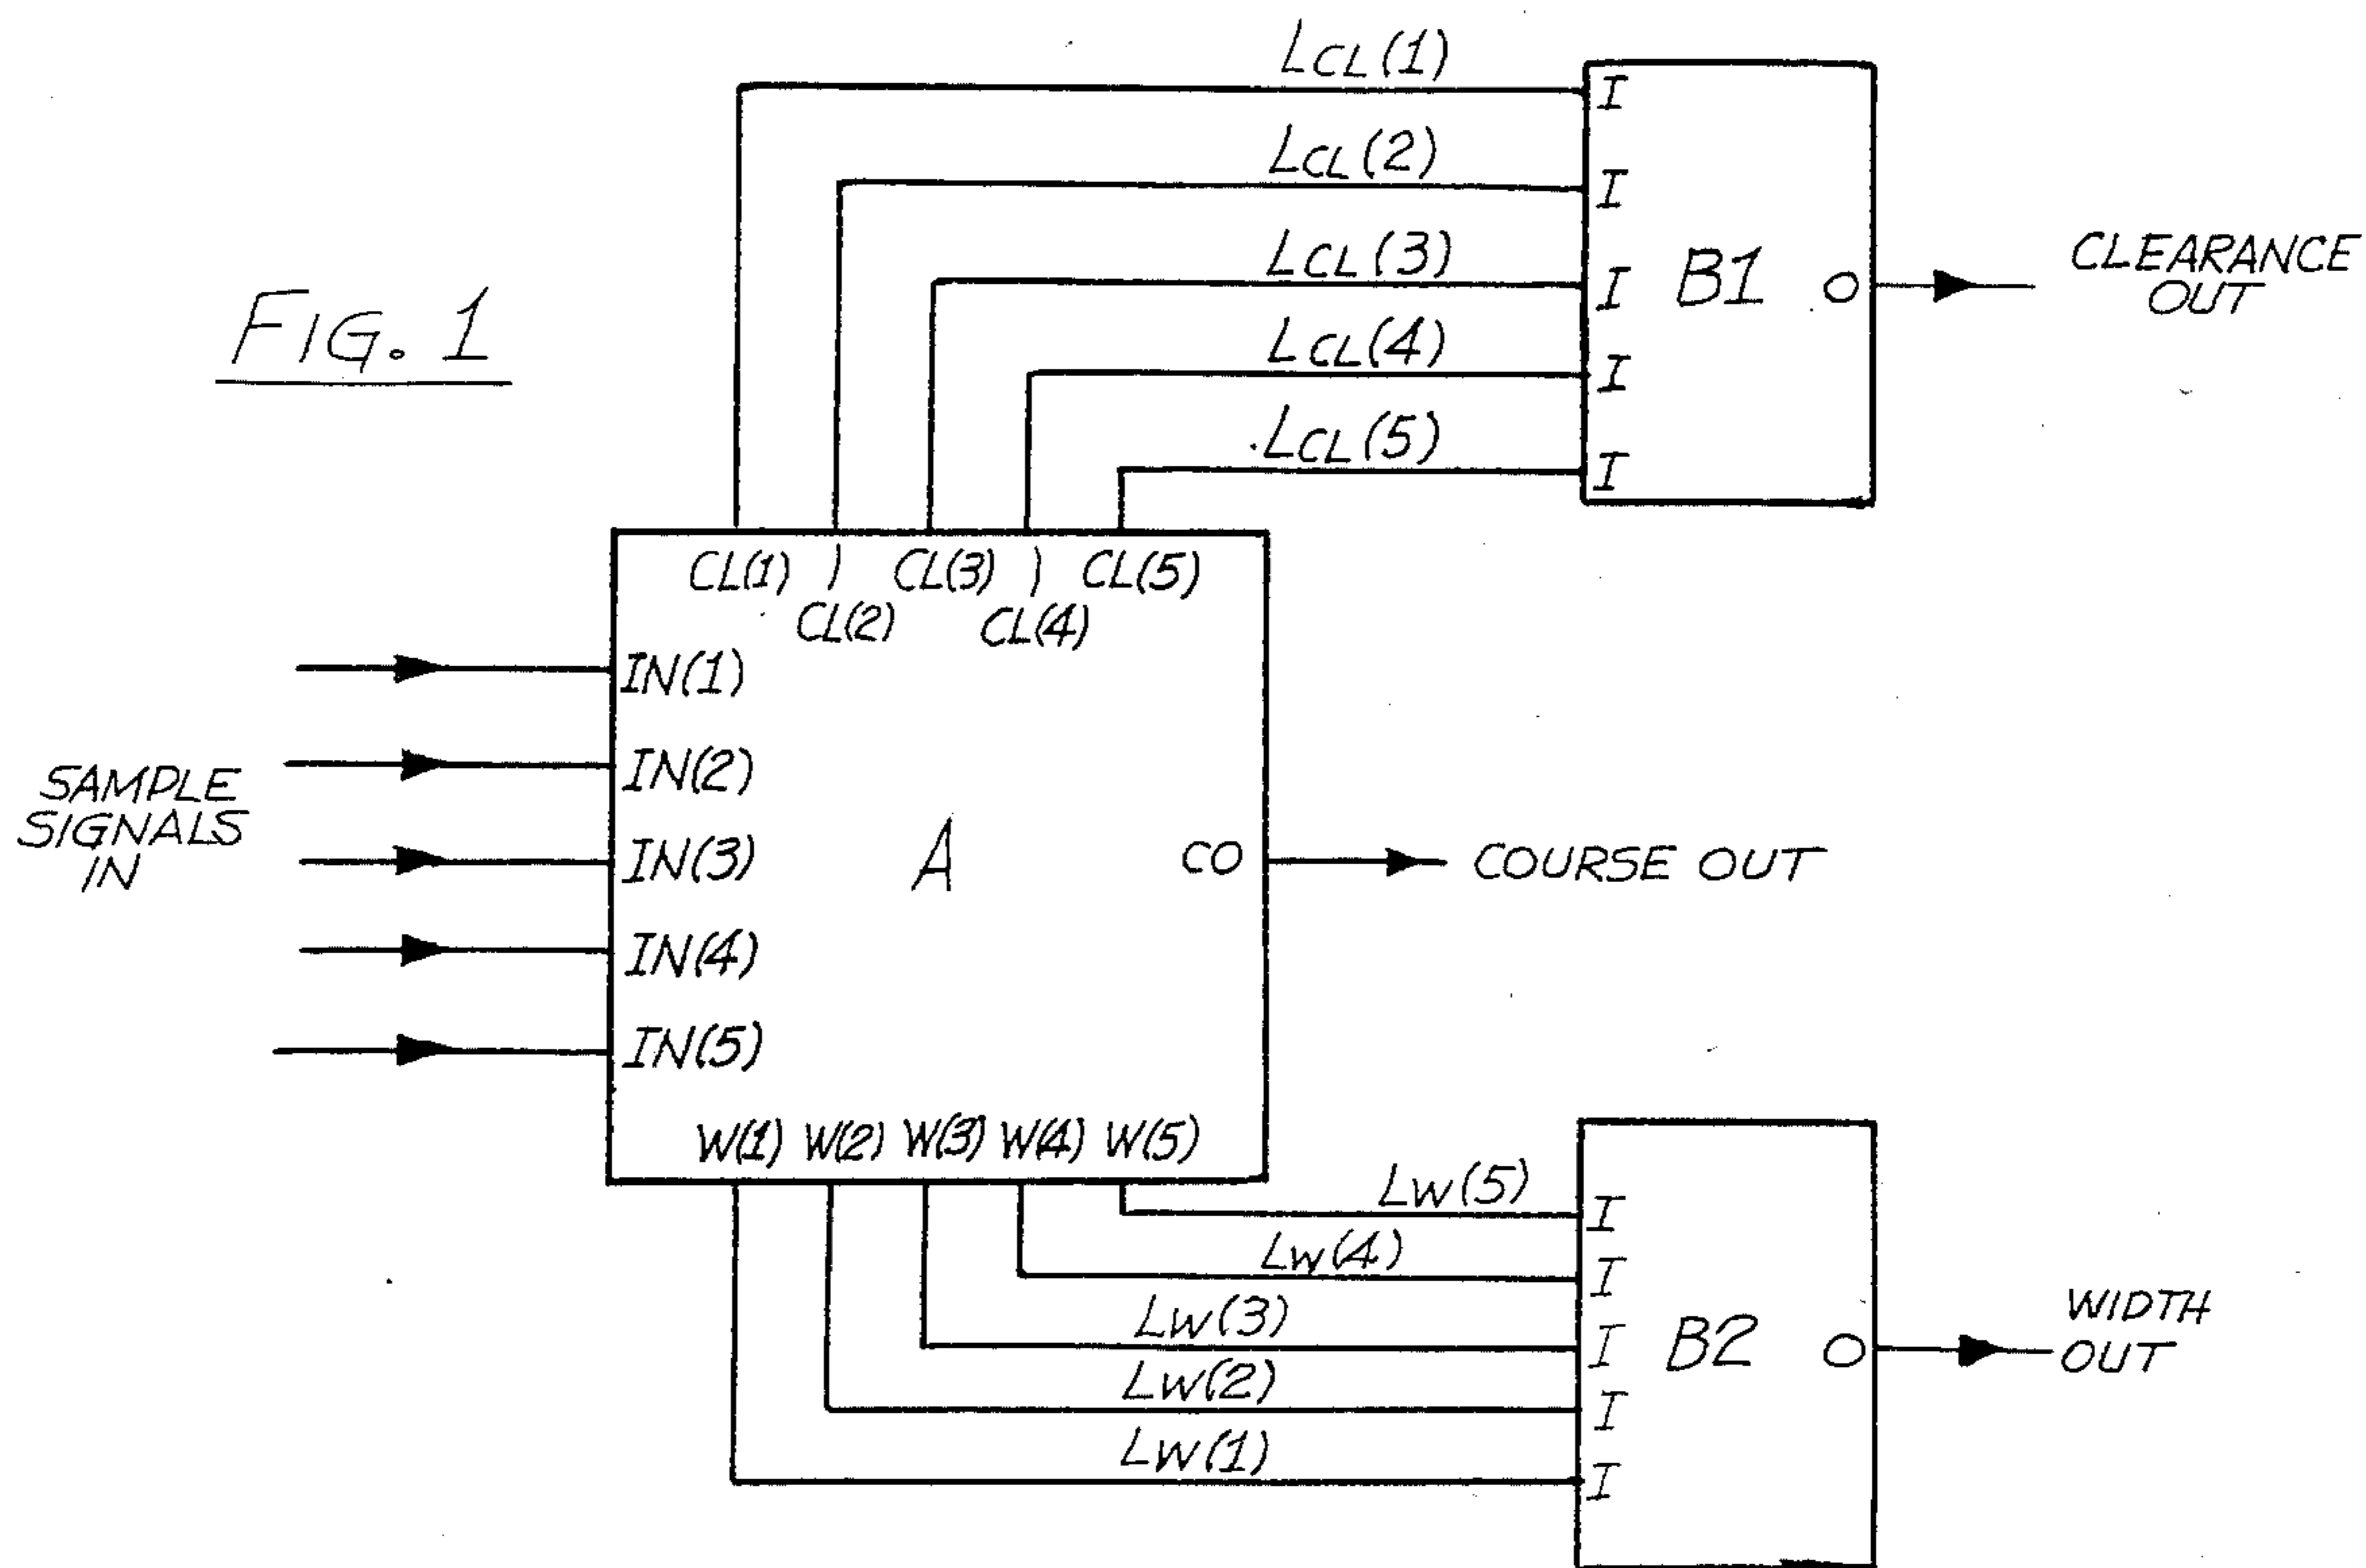 FIG. 1
LCL(1)
LCL(2)
LCL(3)
LCL(4)
LCL(5)
I
I
I
I
I
B1
O
CLEARANCE
OUT
CL(1)
CL(2)
CL(3)
CL(4)
CL(5)
SAMPLE
SIGNALS
IN
IN(1)
IN(2)
IN(3)
IN(4)
IN(5)
A
CO
COURSE OUT
W(1) W(2) W(3) W(4) W(5)
LW(5)
LW(4)
LW(3)
LW(2)
LW(1)
I
I
I
I
I
B2
O
WIDTH
OUT